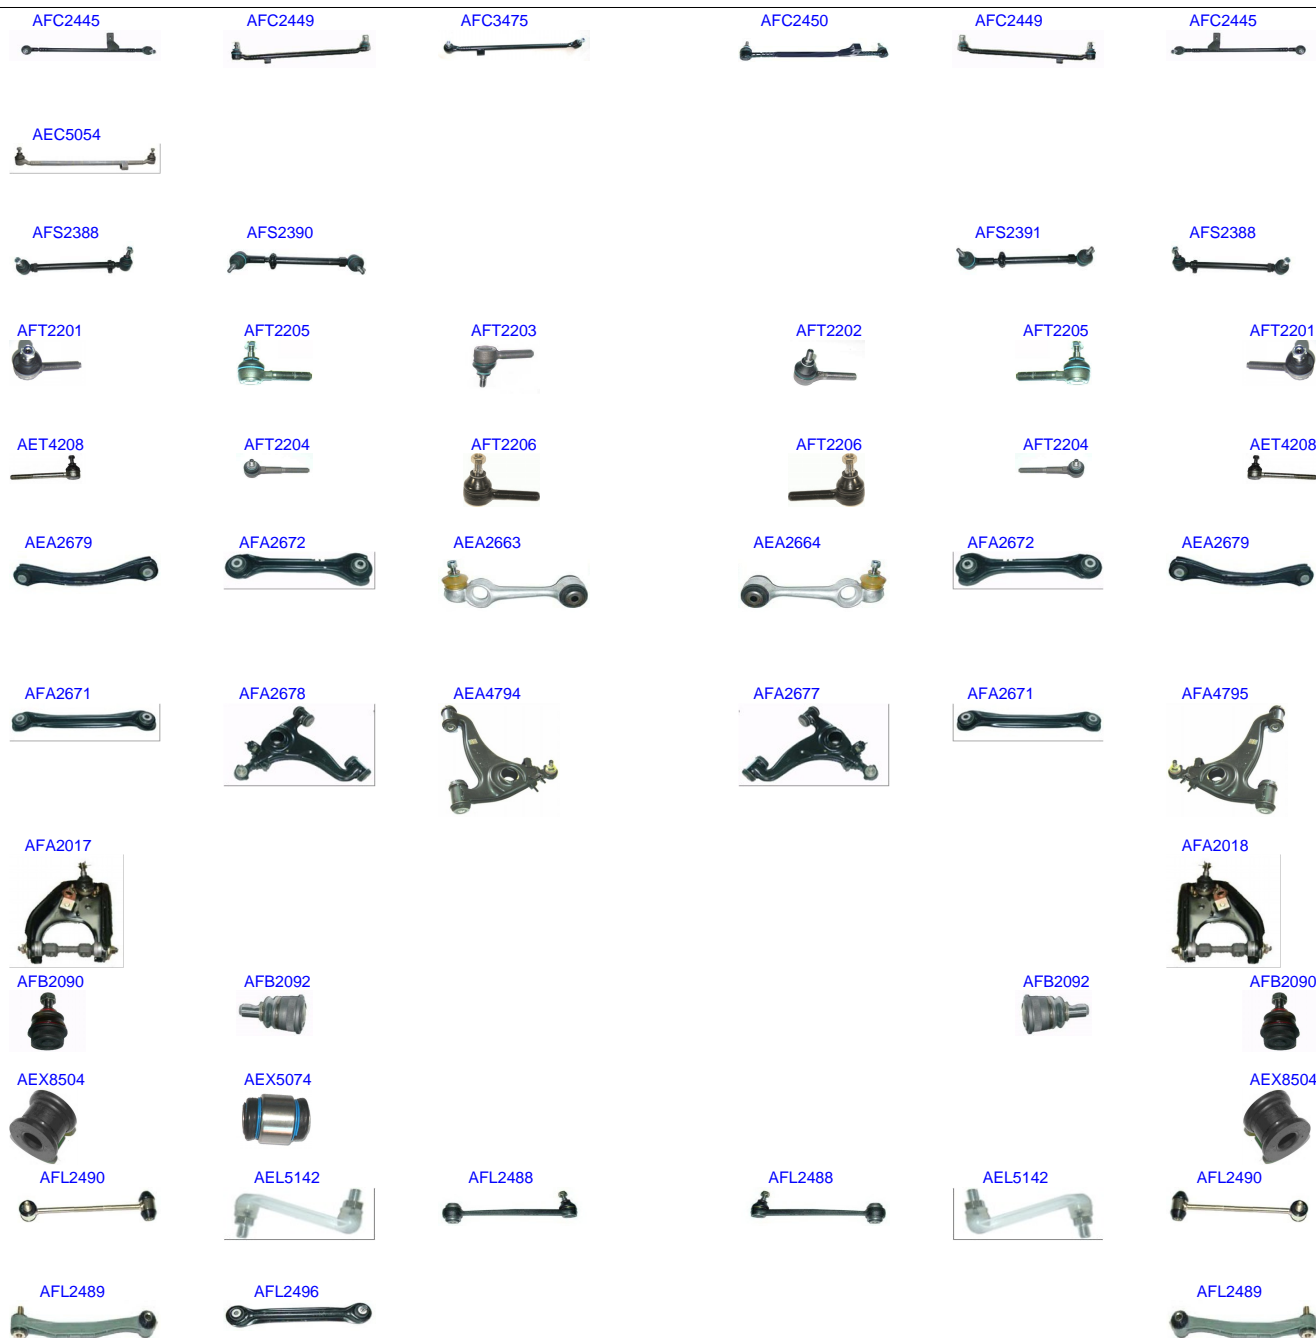 AFC2445 AFC2449 AFC3475 AFC2450 AFC2449 AFC2445
AEC5054
AFS2388 AFS2390 AFS2391 AFS2388
AFT2201 AFT2205 AFT2203 AFT2202 AFT2205 AFT2201
AET4208 AFT2204 AFT2206 AFT2206 AFT2204 AET4208
AEA2679 AFA2672 AEA2663 AEA2664 AFA2672 AEA2679
AFA2671 AFA2678 AEA4794 AFA2677 AFA2671 AFA4795
AFA2017 AFA2018
AFB2090 AFB2092 AFB2092 AFB2090
AEX8504 AEX5074 AEX8504
AFL2490 AEL5142 AFL2488 AFL2488 AEL5142 AFL2490
AFL2489 AFL2496 AFL2489